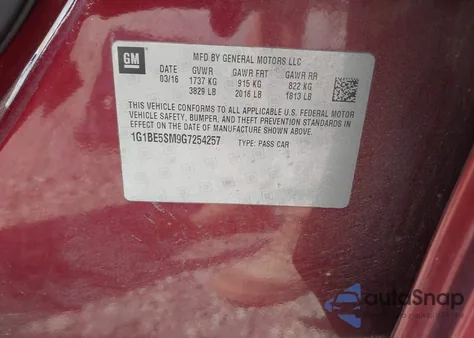 GM
MFD BY GENERAL MOTORS LLC
DATE GVWR GAWR FRT GAWR RR
03/16 1737 KG 915 KG 822 KG
3829 LB 2016 LB 1813 LB
THIS VEHICLE CONFORMS TO ALL APPLICABLE U.S. FEDERAL MOTOR
VEHICLE SAFETY, BUMPER, AND THEFT PREVENTION STANDARDS IN
EFFECT ON THE DATE OF MANUFACTURE SHOWN ABOVE.
1G1BE5SM9G7254257 TYPE: PASS CAR
autoSnap